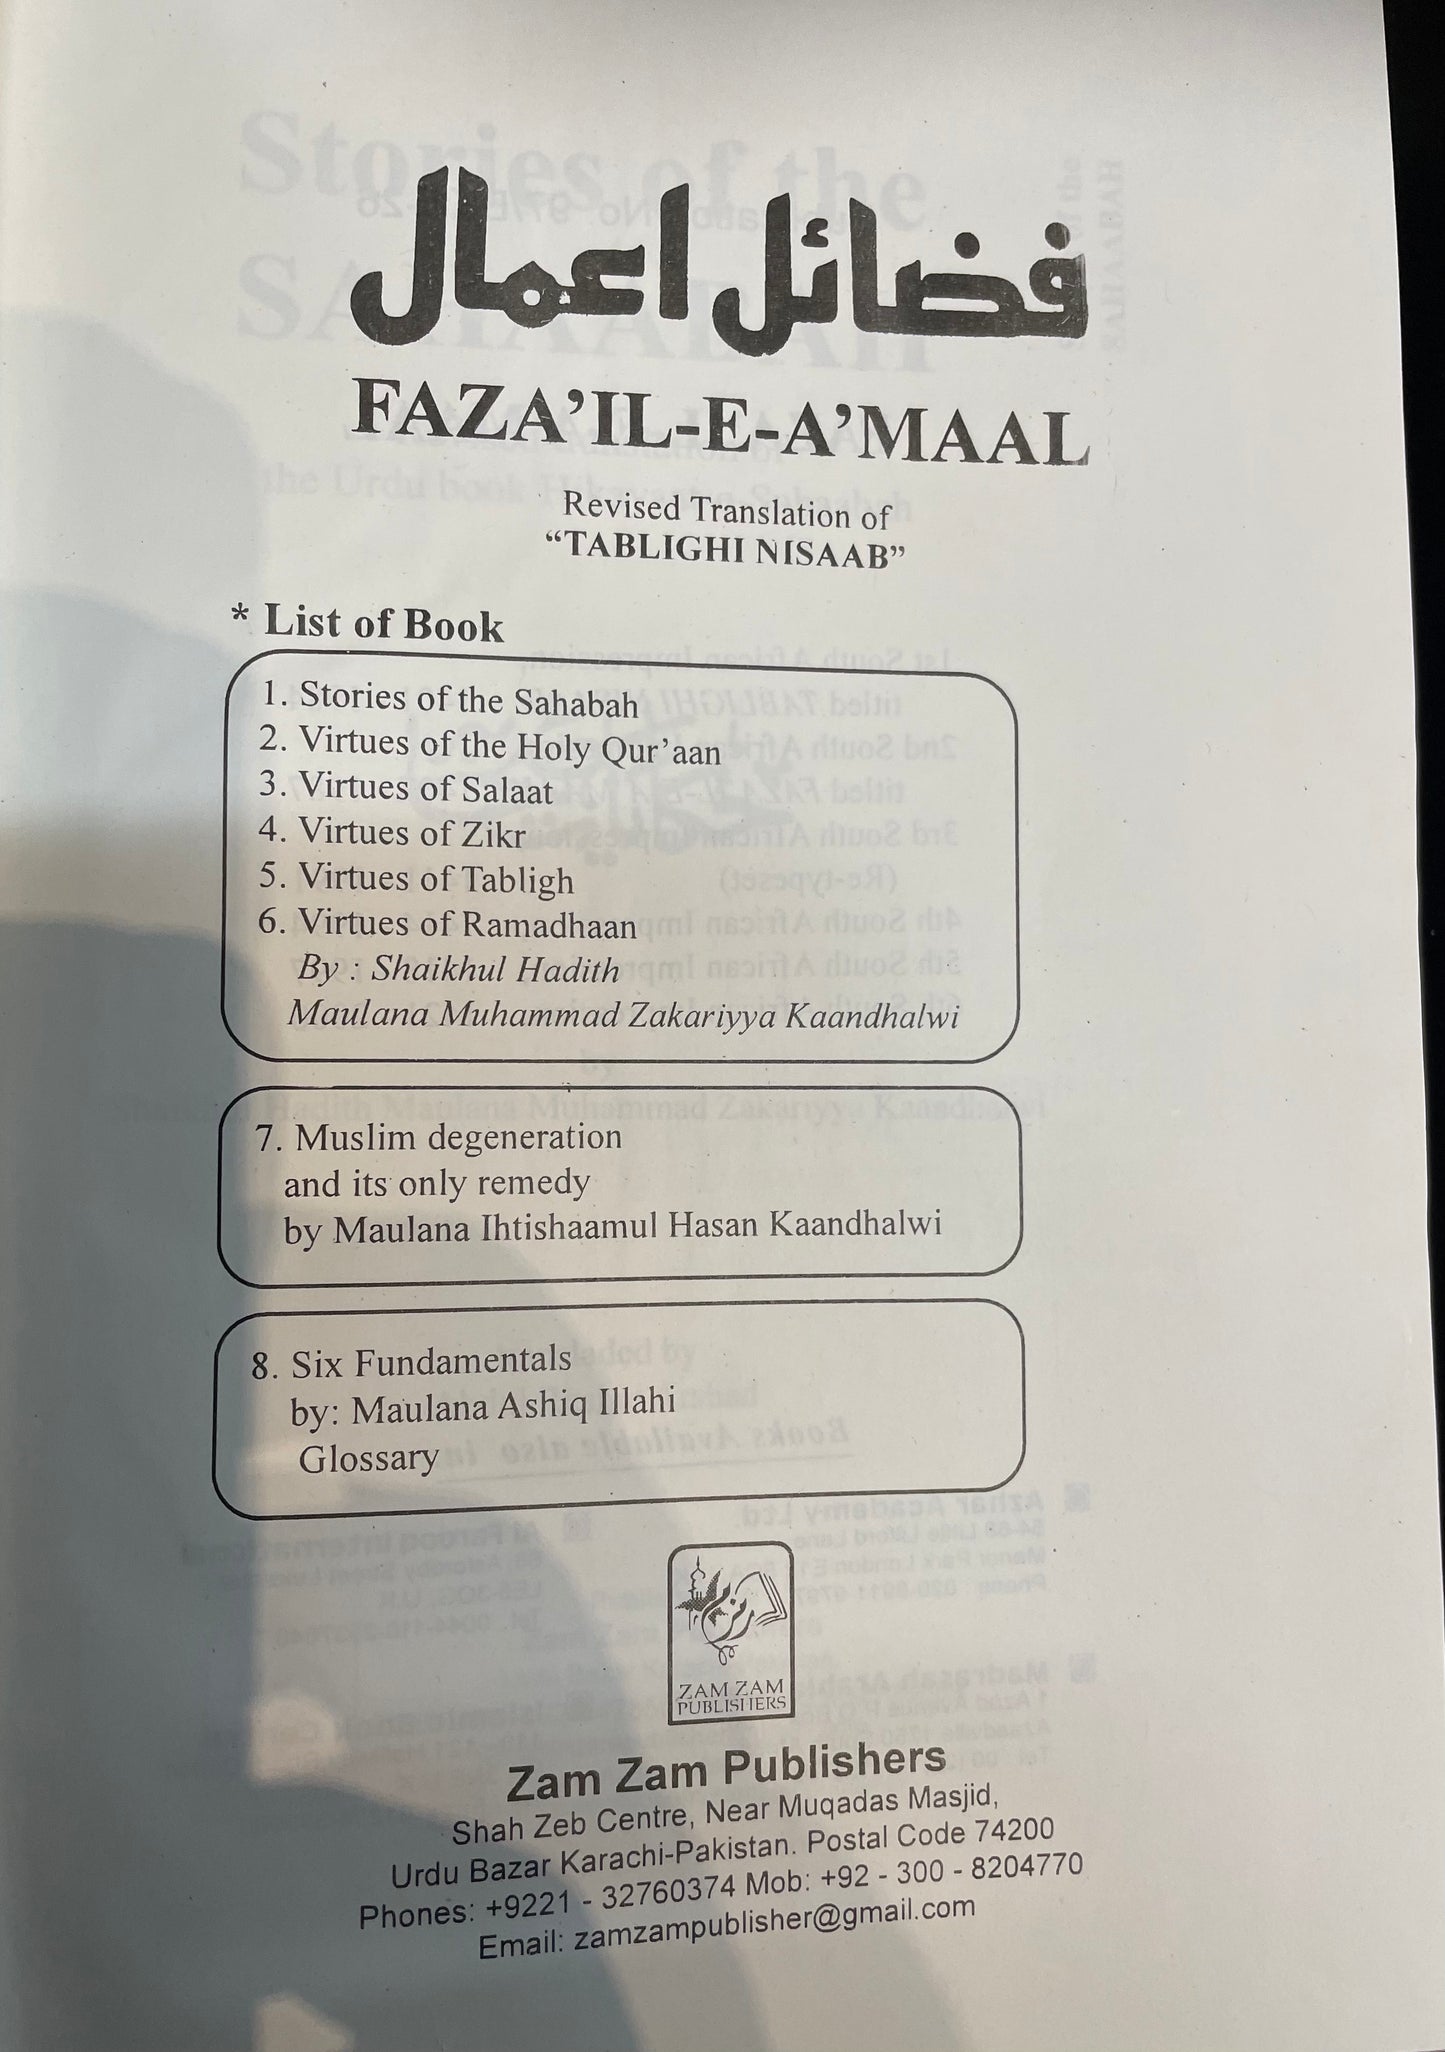 فضائل اعمال
FAZA’IL-E-A’MAAL
Revised Translation of
“TABLIGHI NISAAB”
* List of Book
1. Stories of the Sahabah
2. Virtues of the Holy Qur’aan
3. Virtues of Salaat
4. Virtues of Zikr
5. Virtues of Tabligh
6. Virtues of Ramadhaan
By : Shaikhul Hadith
Maulana Muhammad Zakariyya Kaandhalwi
7. Muslim degeneration
and its only remedy
by Maulana Ihtishaamul Hasan Kaandhalwi
8. Six Fundamentals
by: Maulana Ashiq Illahi
Glossary
ZAM ZAM
PUBLISHERS
Zam Zam Publishers
Shah Zeb Centre, Near Muqadas Masjid,
Urdu Bazar Karachi-Pakistan. Postal Code 74200
Phones: +9221 - 32760374 Mob: +92 - 300 - 8204770
Email: zamzampublisher@gmail.com